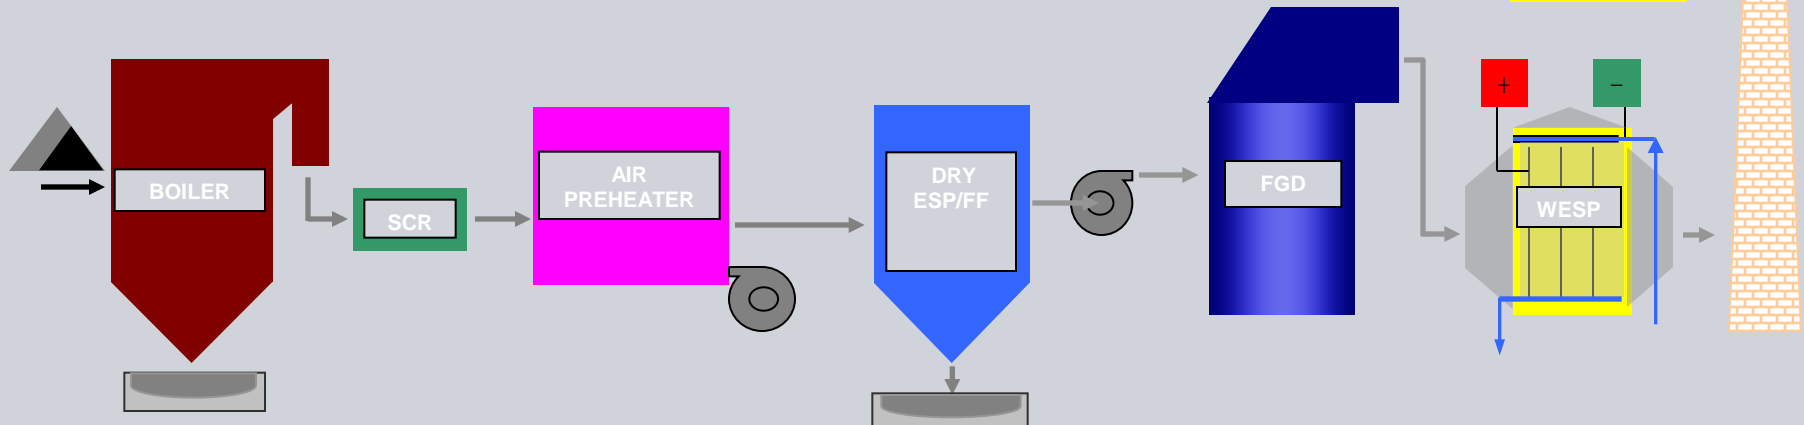 BOILER
SCR
AIR
PREHEATER
DRY
ESP/FF
FGD
+
−
WESP